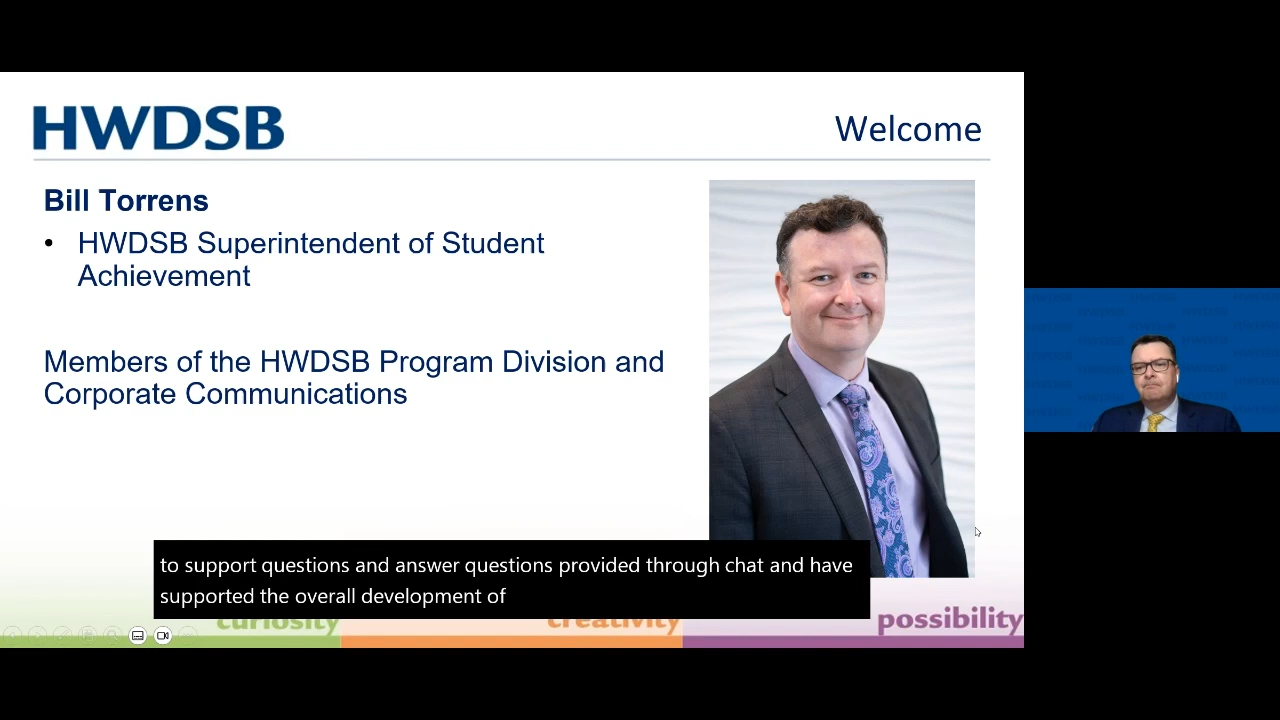 HWDSB
Welcome
Bill Torrens
• HWDSB Superintendent of Student
Achievement
Members of the HWDSB Program Division and
Corporate Communications
to support questions and answer questions provided through chat and have
supported the overall development of
curiosity
creativity
possibility